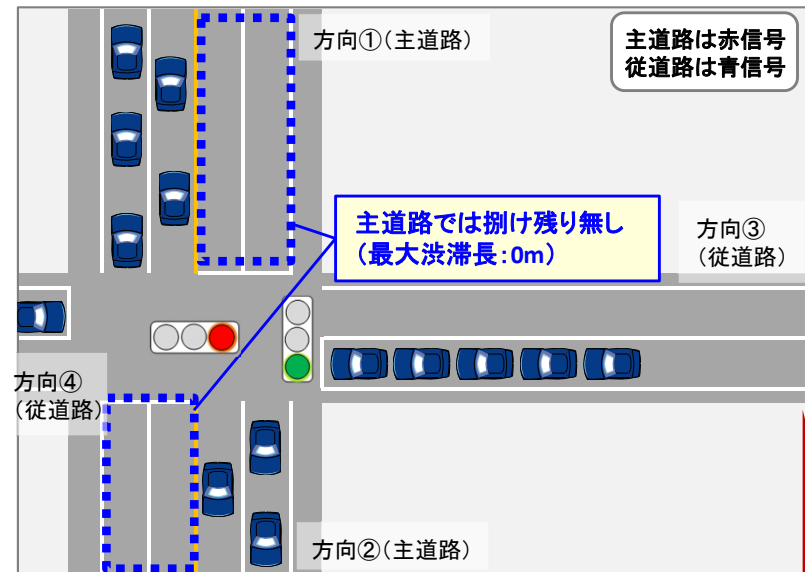 方向①(主道路)
主道路は赤信号
従道路は青信号
主道路では捌け残り無し
(最大渋滞長:0m)
方向③
(従道路)
方向④
(従道路)
方向②(主道路)